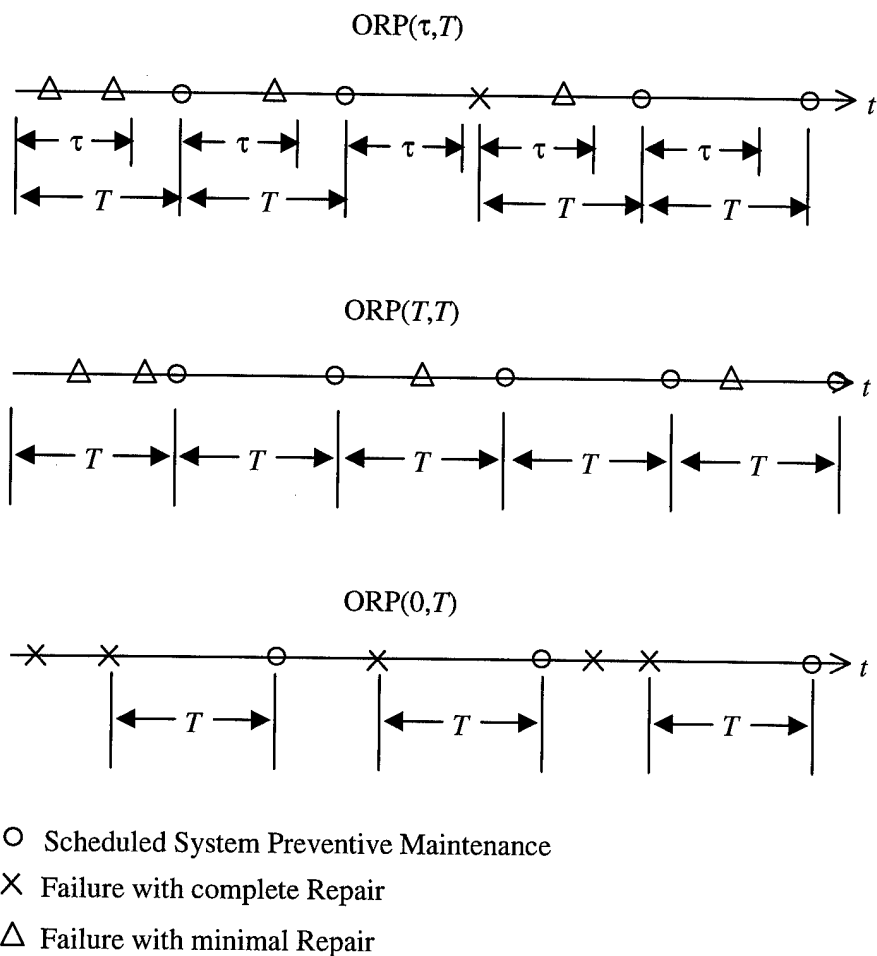 ORP(τ,T)
t
τ τ τ τ τ
T T T T
ORP(T,T)
t
T T T T T
ORP(0,T)
t
T T T
Scheduled System Preventive Maintenance
Failure with complete Repair
Failure with minimal Repair